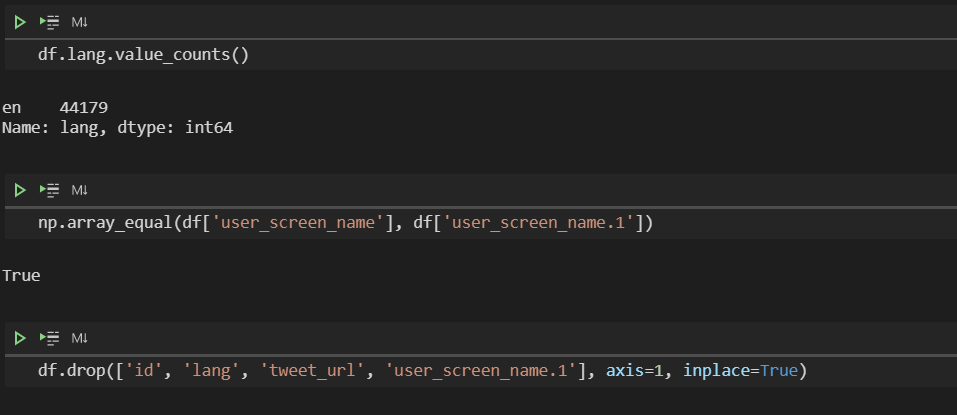 M↓
df.lang.value_counts()
en    44179
Name: lang, dtype: int64
M↓
np.array_equal(df['user_screen_name'], df['user_screen_name.1'])
True
M↓
df.drop(['id', 'lang', 'tweet_url', 'user_screen_name.1'], axis=1, inplace=True)